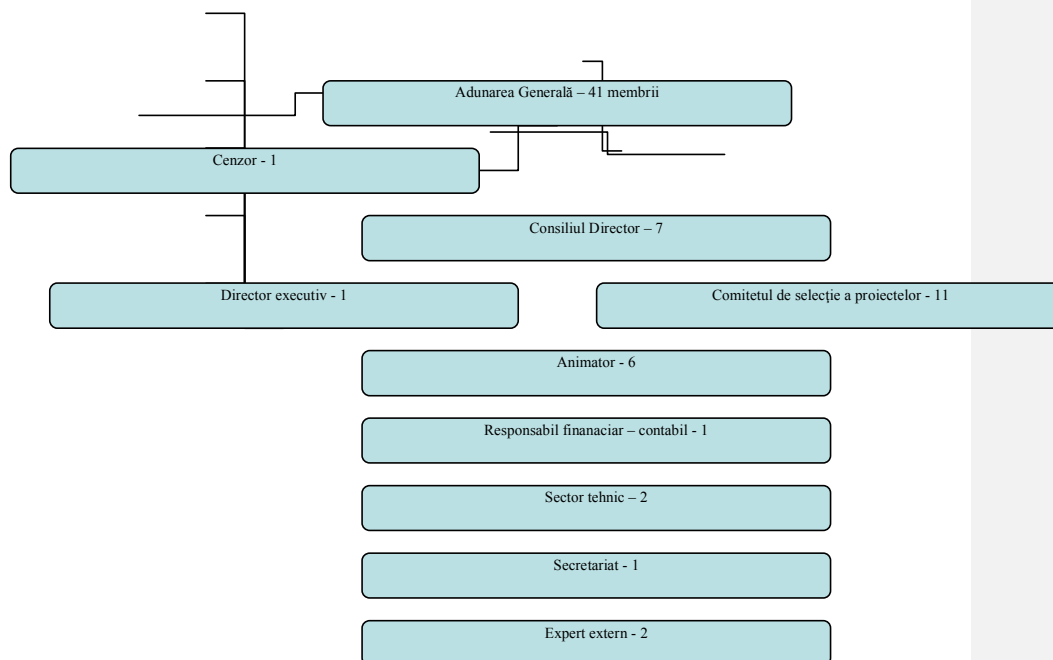 Adunarea Generală – 41 membrii
Cenzor - 1
Consiliul Director – 7
Director executiv - 1
Comitetul de selecţie a proiectelor - 11
Animator - 6
Responsabil finanaciar – contabil - 1
Sector tehnic – 2
Secretariat - 1
Expert extern - 2